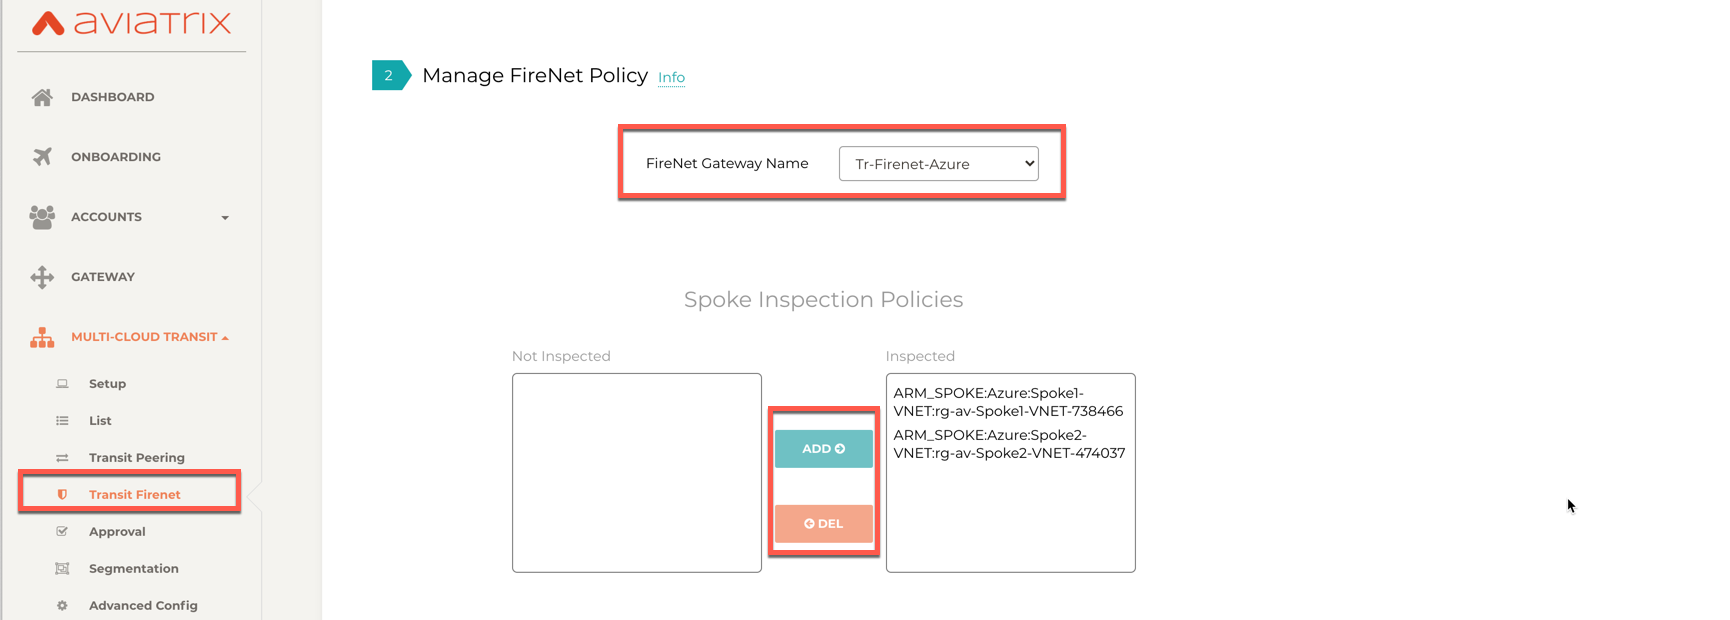 aviatrix
DASHBOARD
ONBOARDING
ACCOUNTS
GATEWAY
MULTI-CLOUD TRANSIT
Setup
List
Transit Peering
Transit Firenet
Approval
Segmentation
Advanced Config
2 Manage FireNet Policy Info
FireNet Gateway Name Tr-Firenet-Azure
Spoke Inspection Policies
Not Inspected
ADD
DEL
Inspected
ARM_SPOKE:Azure:Spoke1-
VNET:rg-av-Spoke1-VNET-738466
ARM_SPOKE:Azure:Spoke2-
VNET:rg-av-Spoke2-VNET-474037